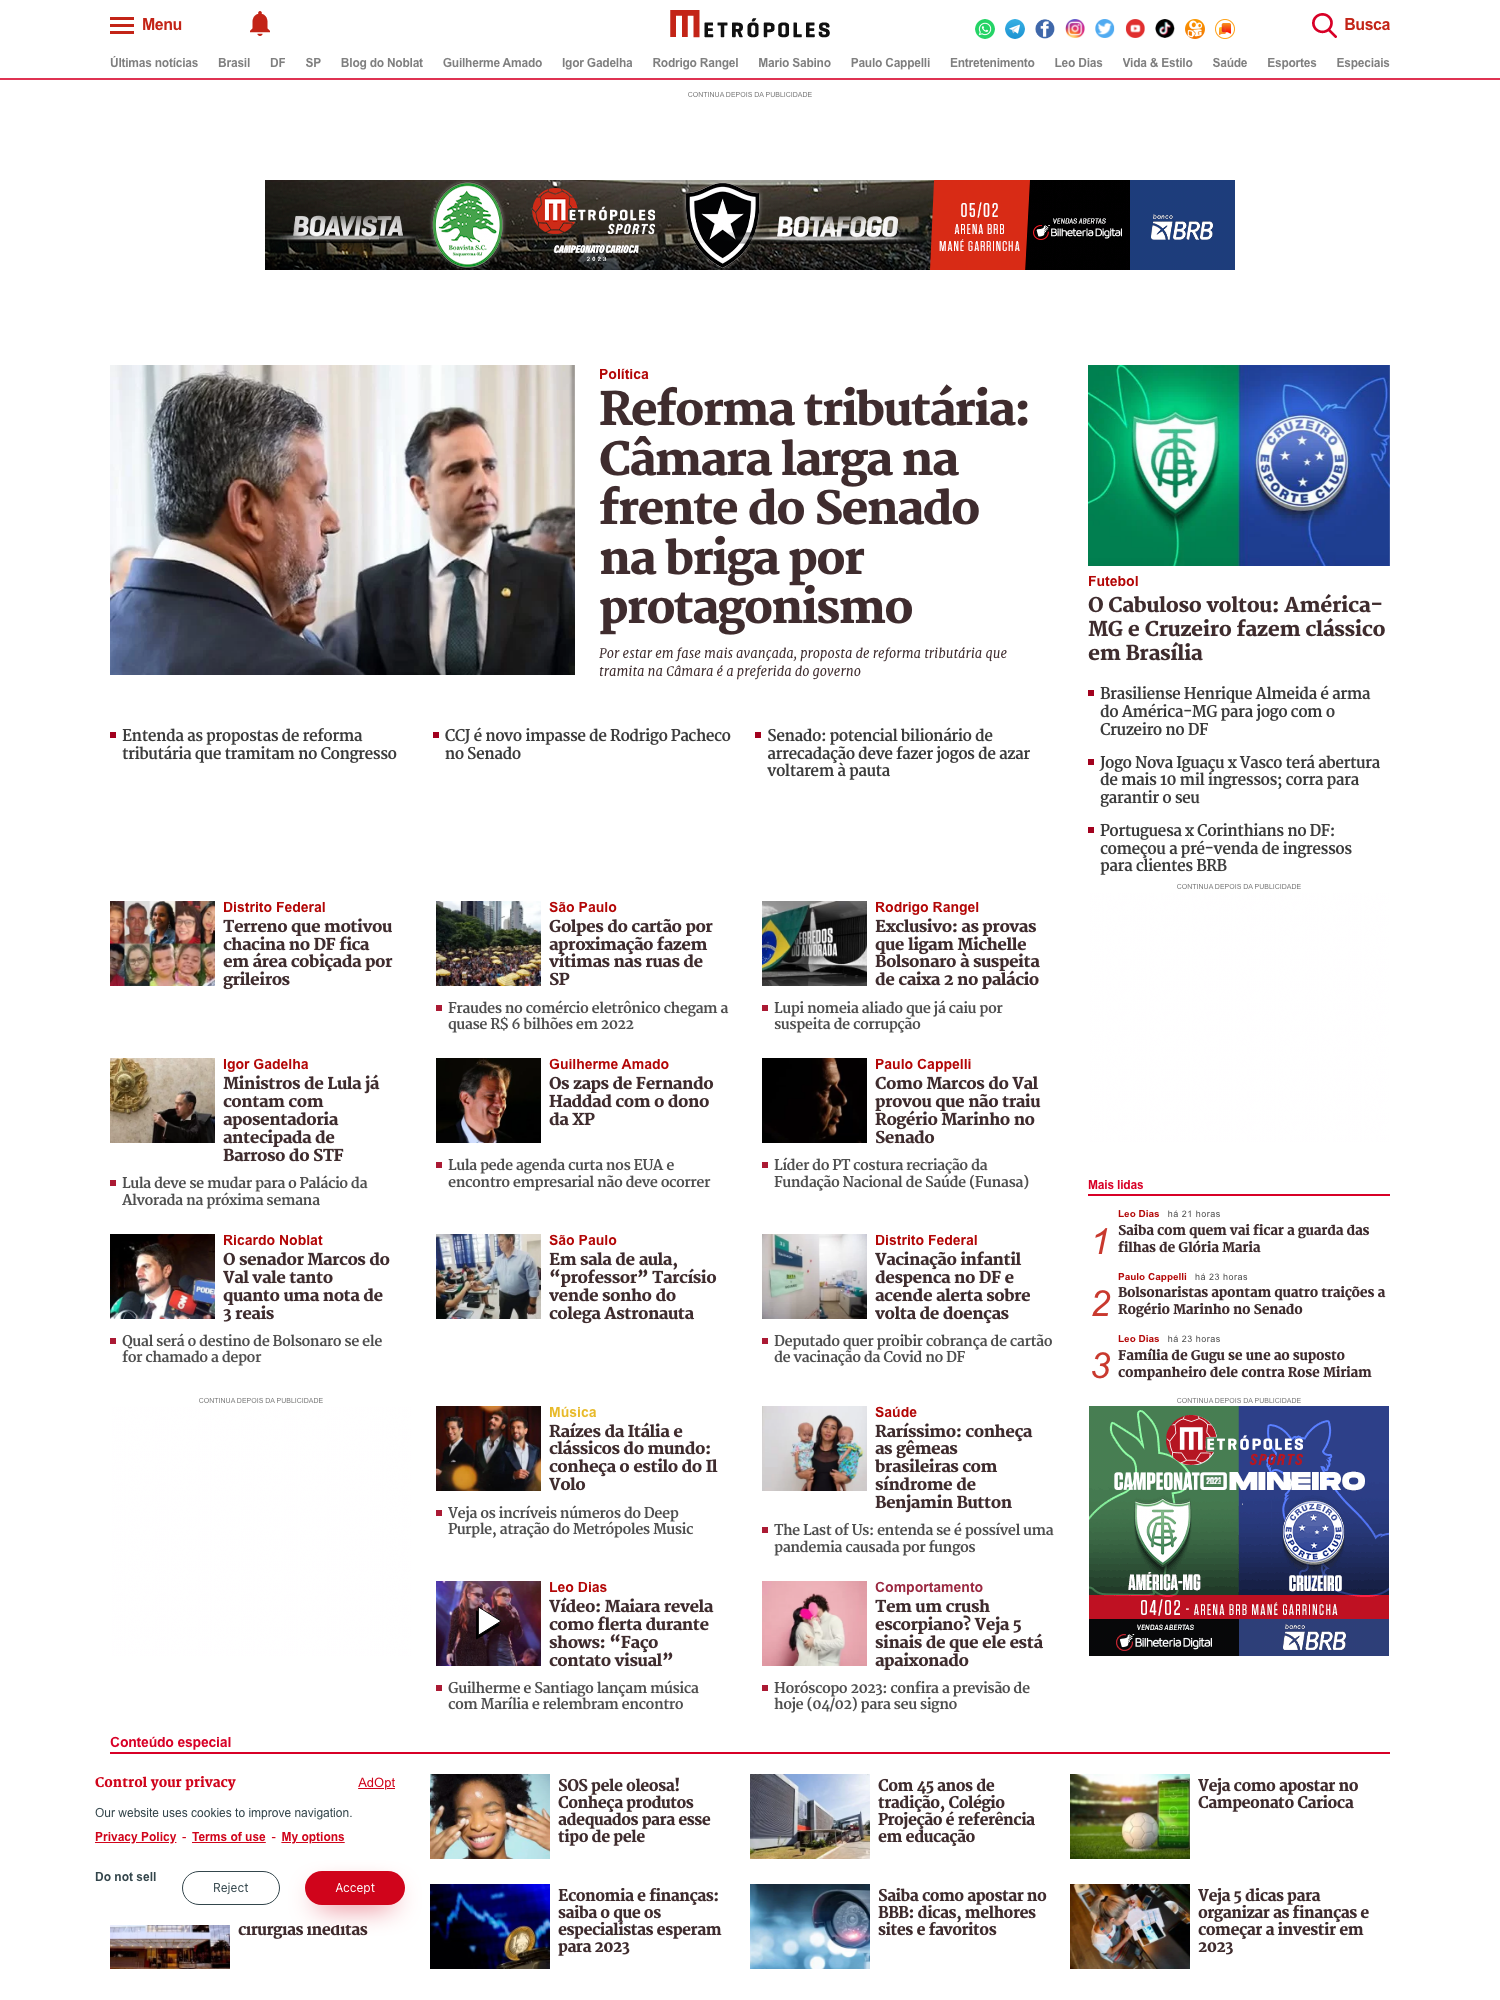 Menu
METRÓPOLES
Busca
Últimas notícias Brasil DF SP Blog do Noblat Guilherme Amado Igor Gadelha Rodrigo Rangel Mario Sabino Paulo Cappelli Entretenimento Leo Dias Vida & Estilo Saúde Esportes Especiais
CONTINUA DEPOIS DA PUBLICIDADE
BOAVISTA
Boavista S.C.
METRÓPOLES
SPORTS
CAMPEONATO CARIOCA
2023
BOTAFOGO
05/02
ARENA BRB
MANÉ GARRINCHA
VENDAS ABERTAS
Bilheteria Digital
banco
BRB
Política
Reforma tributária:
Câmara larga na
frente do Senado
na briga por
protagonismo
Por estar em fase mais avançada, proposta de reforma tributária que
tramita na Câmara é a preferida do governo
CRUZEIRO
ESPORTE CLUBE
Futebol
O Cabuloso voltou: América-
MG e Cruzeiro fazem clássico
em Brasília
Brasiliense Henrique Almeida é arma
do América-MG para jogo com o
Cruzeiro no DF
Jogo Nova Iguaçu x Vasco terá abertura
de mais 10 mil ingressos; corra para
garantir o seu
Portuguesa x Corinthians no DF:
começou a pré-venda de ingressos
para clientes BRB
CONTINUA DEPOIS DA PUBLICIDADE
Entenda as propostas de reforma
tributária que tramitam no Congresso
CCJ é novo impasse de Rodrigo Pacheco
no Senado
Senado: potencial bilionário de
arrecadação deve fazer jogos de azar
voltarem à pauta
Distrito Federal
Terreno que motivou
chacina no DF fica
em área cobiçada por
grileiros
São Paulo
Golpes do cartão por
aproximação fazem
vítimas nas ruas de
SP
Fraudes no comércio eletrônico chegam a
quase R$ 6 bilhões em 2022
Rodrigo Rangel
Exclusivo: as provas
que ligam Michelle
Bolsonaro à suspeita
de caixa 2 no palácio
Lupi nomeia aliado que já caiu por
suspeita de corrupção
Igor Gadelha
Ministros de Lula já
contam com
aposentadoria
antecipada de
Barroso do STF
Lula deve se mudar para o Palácio da
Alvorada na próxima semana
Guilherme Amado
Os zaps de Fernando
Haddad com o dono
da XP
Lula pede agenda curta nos EUA e
encontro empresarial não deve ocorrer
Paulo Cappelli
Como Marcos do Val
provou que não traiu
Rogério Marinho no
Senado
Líder do PT costura recriação da
Fundação Nacional de Saúde (Funasa)
Ricardo Noblat
O senador Marcos do
Val vale tanto
quanto uma nota de
3 reais
Qual será o destino de Bolsonaro se ele
for chamado a depor
São Paulo
Em sala de aula,
“professor” Tarcísio
vende sonho do
colega Astronauta
Distrito Federal
Vacinação infantil
despenca no DF e
acende alerta sobre
volta de doenças
Deputado quer proibir cobrança de cartão
de vacinação da Covid no DF
Mais lidas
Leo Dias há 21 horas
1 Saiba com quem vai ficar a guarda das
filhas de Glória Maria
Paulo Cappelli há 23 horas
2 Bolsonaristas apontam quatro traições a
Rogério Marinho no Senado
Leo Dias há 23 horas
3 Família de Gugu se une ao suposto
companheiro dele contra Rose Miriam
CONTINUA DEPOIS DA PUBLICIDADE
CONTINUA DEPOIS DA PUBLICIDADE
Música
Raízes da Itália e
clássicos do mundo:
conheça o estilo do Il
Volo
Veja os incríveis números do Deep
Purple, atração do Metrópoles Music
Saúde
Raríssimo: conheça
as gêmeas
brasileiras com
síndrome de
Benjamin Button
The Last of Us: entenda se é possível uma
pandemia causada por fungos
Leo Dias
Vídeo: Maiara revela
como flerta durante
shows: “Faço
contato visual”
Guilherme e Santiago lançam música
com Marília e relembram encontro
Comportamento
Tem um crush
escorpiano? Veja 5
sinais de que ele está
apaixonado
Horóscopo 2023: confira a previsão de
hoje (04/02) para seu signo
METRÓPOLES
SPORTS
CAMPEONATO 2023 MINEIRO
CRUZEIRO
ESPORTE CLUBE
AMÉRICA-MG
CRUZEIRO
04/02 - ARENA BRB MANÉ GARRINCHA
VENDAS ABERTAS
Bilheteria Digital
banco
BRB
Conteúdo especial
Control your privacy
AdOpt
Our website uses cookies to improve navigation.
Privacy Policy - Terms of use - My options
Do not sell
Reject
Accept
cirurgias inéditas
SOS pele oleosa!
Conheça produtos
adequados para esse
tipo de pele
Com 45 anos de
tradição, Colégio
Projeção é referência
em educação
Veja como apostar no
Campeonato Carioca
Economia e finanças:
saiba o que os
especialistas esperam
para 2023
Saiba como apostar no
BBB: dicas, melhores
sites e favoritos
Veja 5 dicas para
organizar as finanças e
começar a investir em
2023